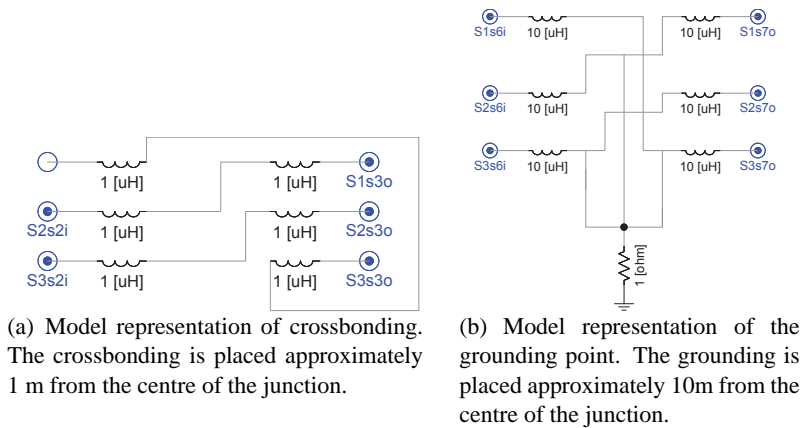 S1s6i
10 [uH]
10 [uH]
S1s7o
S2s6i
10 [uH]
10 [uH]
S2s7o
S3s6i
10 [uH]
10 [uH]
S3s7o
1 [ohm]
1 [uH]
1 [uH]
S1s3o
S2s2i
1 [uH]
1 [uH]
S2s3o
S3s2i
1 [uH]
1 [uH]
S3s3o
(a) Model representation of crossbonding.
The crossbonding is placed approximately
1 m from the centre of the junction.
(b) Model representation of the
grounding point. The grounding is
placed approximately 10m from the
centre of the junction.